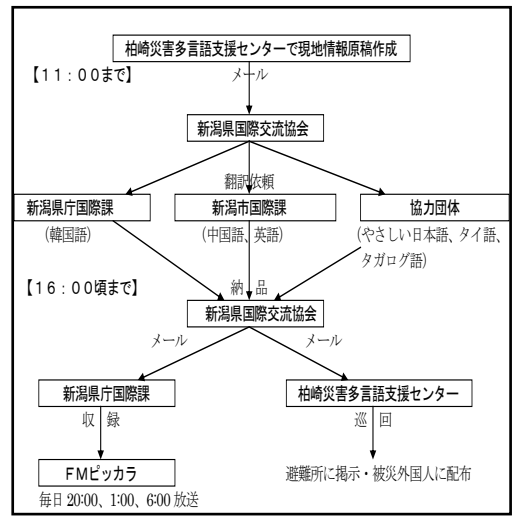 柏崎災害多言語支援センターで現地情報原稿作成
【11：00まで】
メール
新潟県国際交流協会
翻訳依頼
新潟県庁国際課
新潟市国際課
協力団体
(韓国語)
(中国語、英語)
(やさしい日本語、タイ語、
タガログ語)
【16：00頃まで】
納 品
新潟県国際交流協会
メール
メール
新潟県庁国際課
柏崎災害多言語支援センター
収 録
巡 回
FMピッカラ
避難所に掲示・被災外国人に配布
毎日 20:00、1:00、6:00 放送